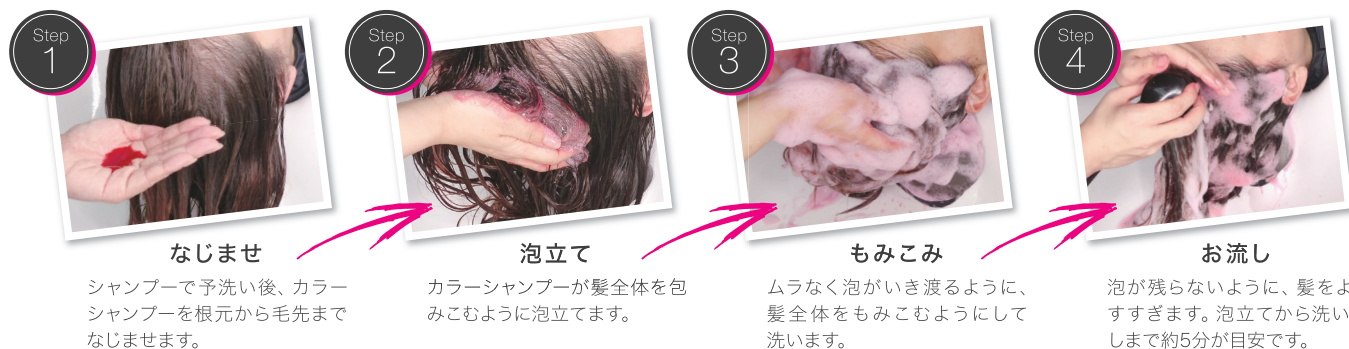 Step
1
なじませ
シャンプーで予洗い後、カラー
シャンプーを根元から毛先まで
なじませます。
Step
2
泡立て
カラーシャンプーが髪全体を包
みこむように泡立てます。
Step
3
もみこみ
ムラなく泡がいき渡るように、
髪全体をもみこむようにして
洗います。
Step
4
お流し
泡が残らないように、髪をよ
すすぎます。泡立てから洗い
しまで約5分が目安です。